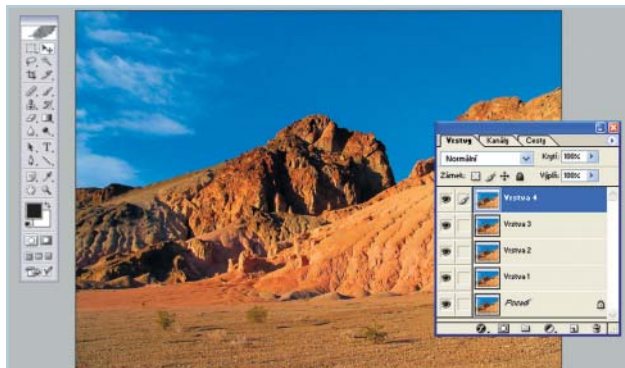 Vrstvy Kanály Cesty
Normální Krytí: 100%
Zámek: Výplň: 100%
Vrstva 4
Vrstva 3
Vrstva 2
Vrstva 1
Pozadí